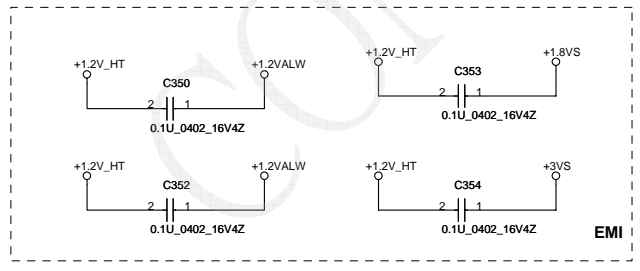 +1.2V_HT +1.2VALW +1.2V_HT +1.8VS
C350 C353
2 1 2 1
0.1U_0402_16V4Z 0.1U_0402_16V4Z
+1.2V_HT +1.2VALW +1.2V_HT +3VS
C352 C354
2 1 2 1
0.1U_0402_16V4Z 0.1U_0402_16V4Z
EMI